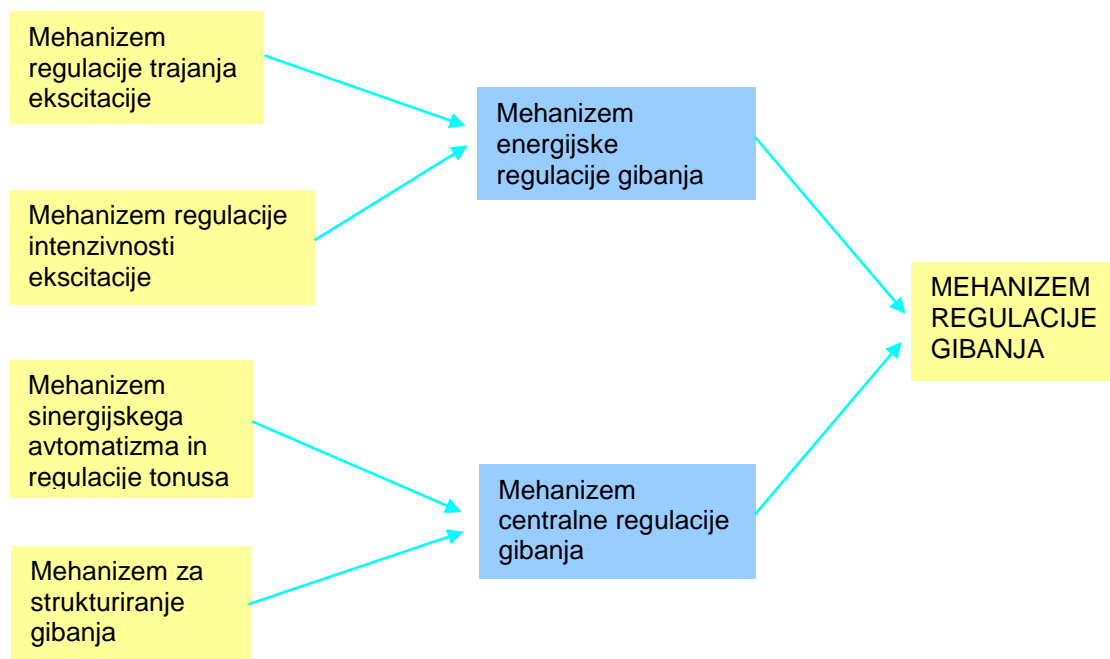 Mehanizem
regulacije trajanja
ekscitacije
Mehanizem
energijske
regulacije gibanja
Mehanizem regulacije
intenzivnosti
ekscitacije
MEHANIZEM
REGULACIJE
GIBANJA
Mehanizem
sinergijskega
avtomatizma in
regulacije tonusa
Mehanizem
centralne regulacije
gibanja
Mehanizem za
strukturiranje
gibanja